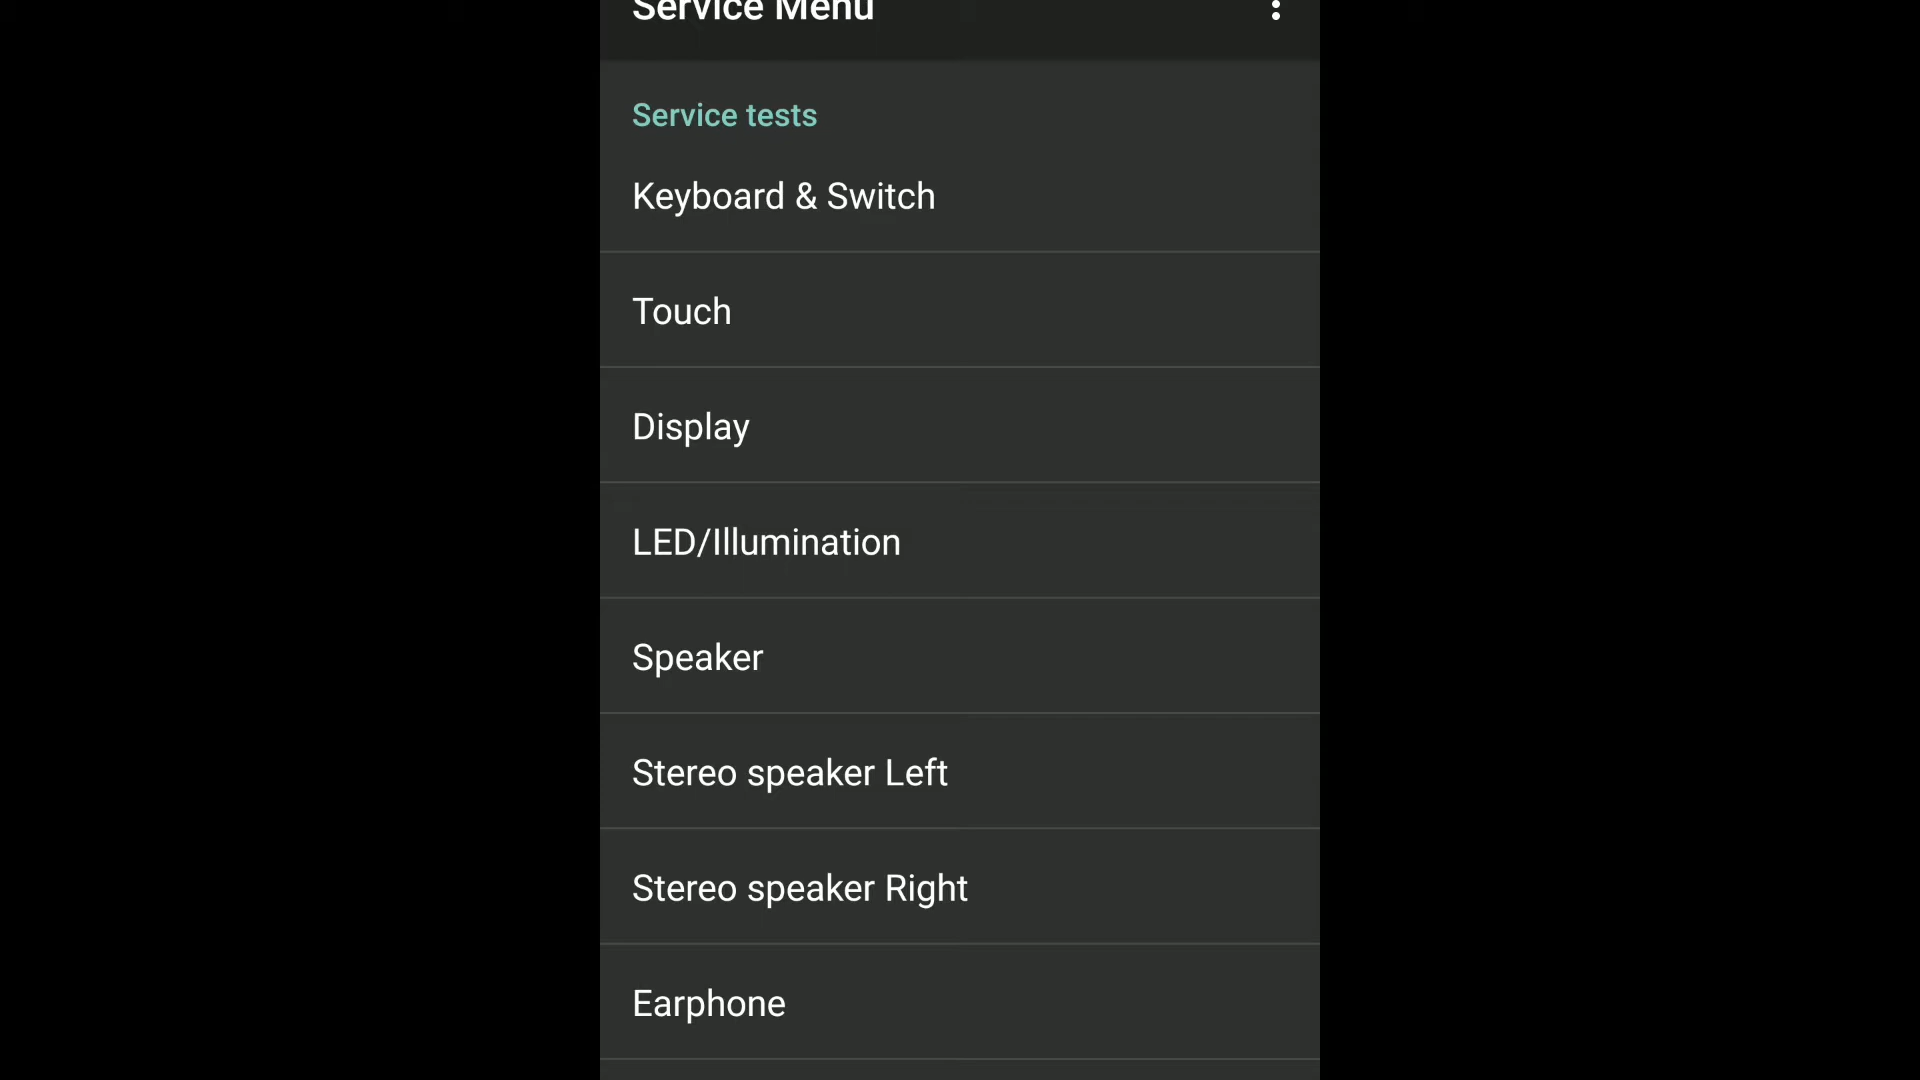 Service Menu
Service tests
Keyboard & Switch
Touch
Display
LED/Illumination
Speaker
Stereo speaker Left
Stereo speaker Right
Earphone